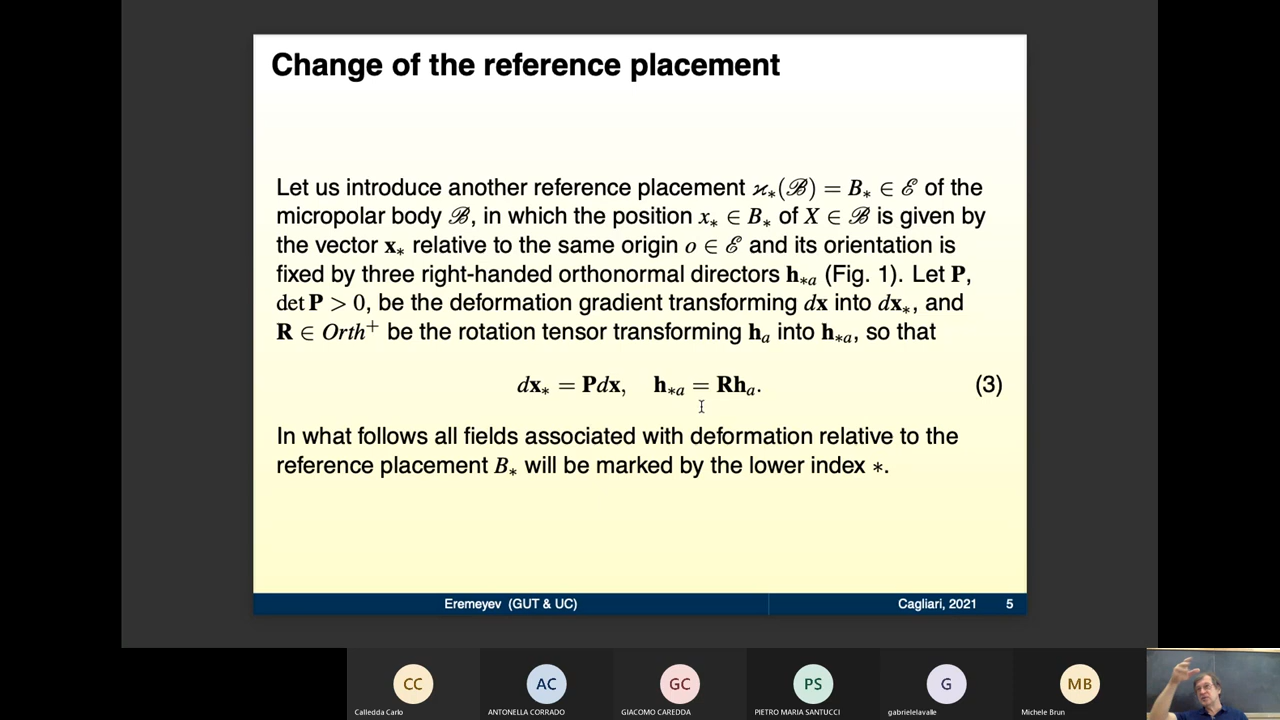 Change of the reference placement
Let us introduce another reference placement ϰ∗(ℬ) = B∗ ∈ ℰ of the
micropolar body ℬ, in which the position x∗ ∈ B∗ of X ∈ ℬ is given by
the vector 𝐱∗ relative to the same origin o ∈ ℰ and its orientation is
fixed by three right-handed orthonormal directors 𝐡∗a (Fig. 1). Let 𝐏,
det 𝐏 > 0, be the deformation gradient transforming d𝐱 into d𝐱∗, and
𝐑 ∈ Orth⁺ be the rotation tensor transforming 𝐡a into 𝐡∗a, so that
d𝐱∗ = 𝐏d𝐱, 𝐡∗a = 𝐑𝐡a. (3)
In what follows all fields associated with deformation relative to the
reference placement B∗ will be marked by the lower index ∗.
Eremeyev (GUT & UC) Cagliari, 2021 5
CC AC GC PS G MB
Calledda Carlo ANTONELLA CORRADO GIACOMO CAREDDA PIETRO MARIA SANTUCCI gabrielelavalle Michele Brun